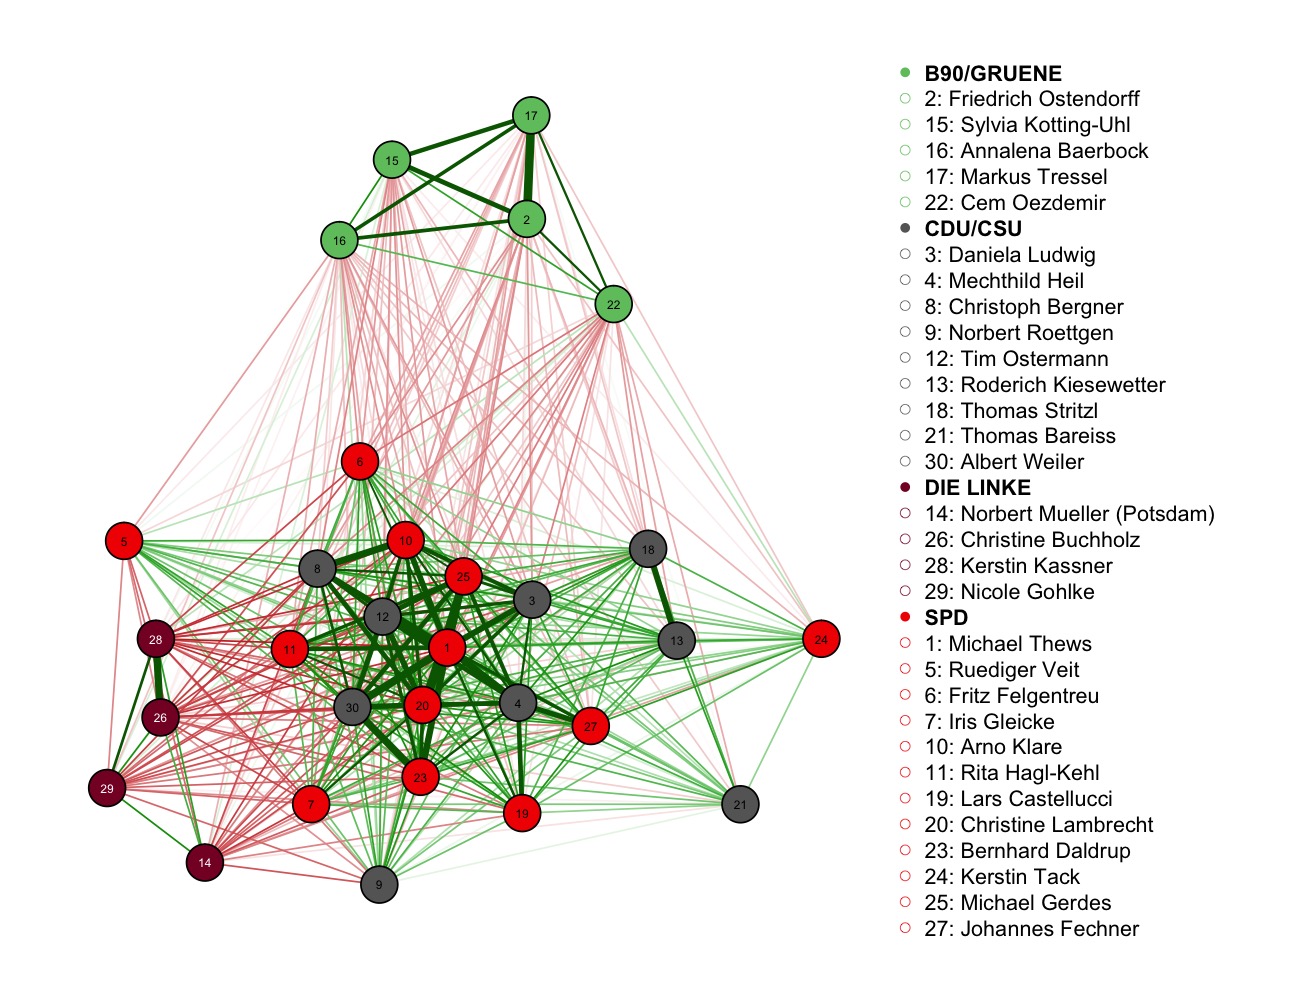 17
15
2
16
22
6
10
5
18
8
25
3
12
28
24
13
11
1
4
20
30
26
27
23
29
7
21
19
14
9
B90/GRUENE
2: Friedrich Ostendorff
15: Sylvia Kotting-Uhl
16: Annalena Baerbock
17: Markus Tressel
22: Cem Oezdemir
CDU/CSU
3: Daniela Ludwig
4: Mechthild Heil
8: Christoph Bergner
9: Norbert Roettgen
12: Tim Ostermann
13: Roderich Kiesewetter
18: Thomas Stritzl
21: Thomas Bareiss
30: Albert Weiler
DIE LINKE
14: Norbert Mueller (Potsdam)
26: Christine Buchholz
28: Kerstin Kassner
29: Nicole Gohlke
SPD
1: Michael Thews
5: Ruediger Veit
6: Fritz Felgentreu
7: Iris Gleicke
10: Arno Klare
11: Rita Hagl-Kehl
19: Lars Castellucci
20: Christine Lambrecht
23: Bernhard Daldrup
24: Kerstin Tack
25: Michael Gerdes
27: Johannes Fechner